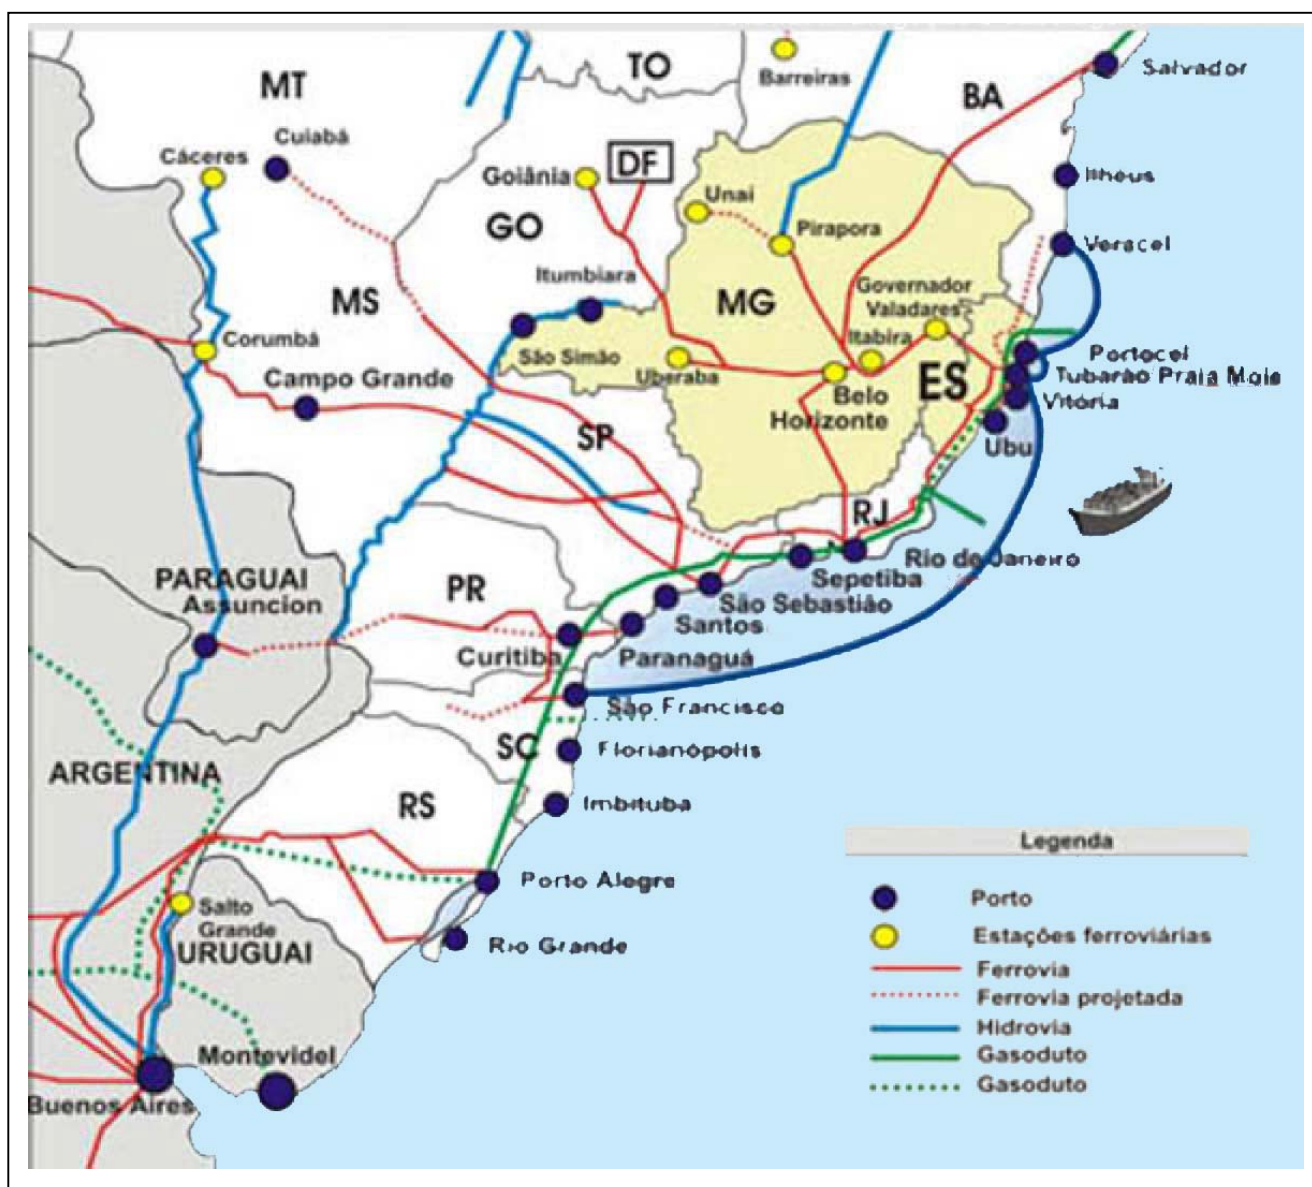 TO
MT
BA
Barreiras
Salvador
Cuiabá
Cáceres
DF
Goiânia
Ilheus
Unaí
GO
Pirapora
Veracel
Itumbiara
Governador
Valadares
MS
MG
Itabira
Corumbá
São Simão
Portocel
Uberaba
Campo Grande
ES
Tubarão Praia Mole
Belo
Horizonte
Vitória
SP
Ubu
RJ
Rio de Janeiro
PARAGUAI
Assuncion
PR
Sepetiba
São Sebastião
Santos
Curitiba
Paranaguá
São Francisco
SC
Florianópolis
ARGENTINA
RS
Imbituba
Porto Alegre
Salto
Grande
URUGUAI
Rio Grande
Montevidel
Buenos Aires
Legenda
Porto
Estações ferroviárias
Ferrovia
Ferrovia projetada
Hidrovia
Gasoduto
Gasoduto